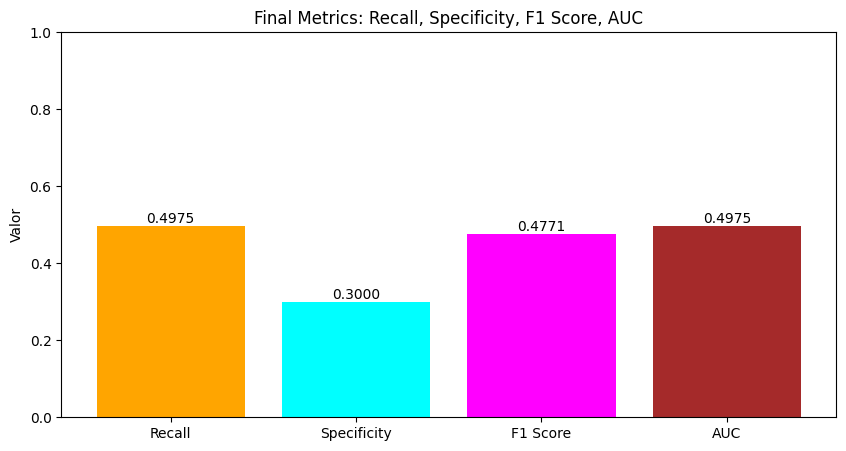 Final Metrics: Recall, Specificity, F1 Score, AUC
Valor
1.0
0.8
0.6
0.4
0.2
0.0
0.4975
0.3000
0.4771
0.4975
Recall
Specificity
F1 Score
AUC